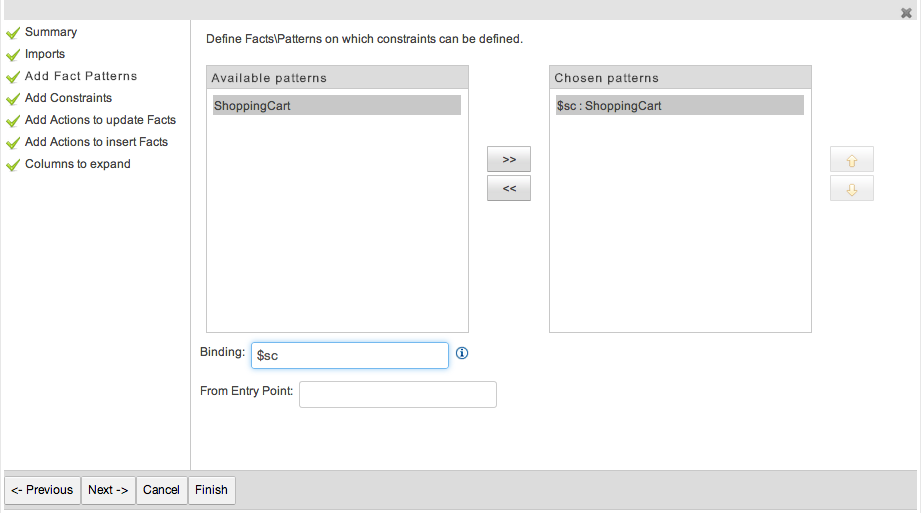 Summary
Imports
Add Fact Patterns
Add Constraints
Add Actions to update Facts
Add Actions to insert Facts
Columns to expand
Define Facts\Patterns on which constraints can be defined.
Available patterns
ShoppingCart
>>
<<
Chosen patterns
$sc : ShoppingCart
Binding: $sc
From Entry Point:
<- Previous Next -> Cancel Finish